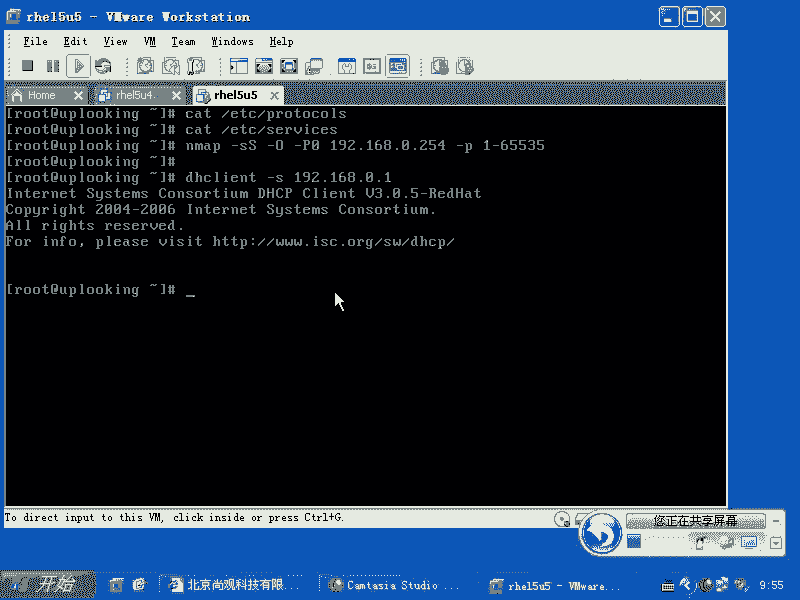 rhel5u5 - VMware Workstation
File Edit View VM Team Windows Help
Home rhel5u4. rhel5u5
[root@uplooking ~]# cat /etc/protocols
[root@uplooking ~]# cat /etc/services
[root@uplooking ~]# nmap -sS -O -P0 192.168.0.254 -p 1-65535
[root@uplooking ~]#
[root@uplooking ~]# dhclient -s 192.168.0.1
Internet Systems Consortium DHCP Client V3.0.5-RedHat
Copyright 2004-2006 Internet Systems Consortium.
All rights reserved.
For info, please visit http://www.isc.org/sw/dhcp/
[root@uplooking ~]# _
To direct input to this VM, click inside or press Ctrl+G.
您正在共享屏幕
开始 北京尚观科技有限... Camtasia Studio ... rhel5u5 - VMware... 9:55